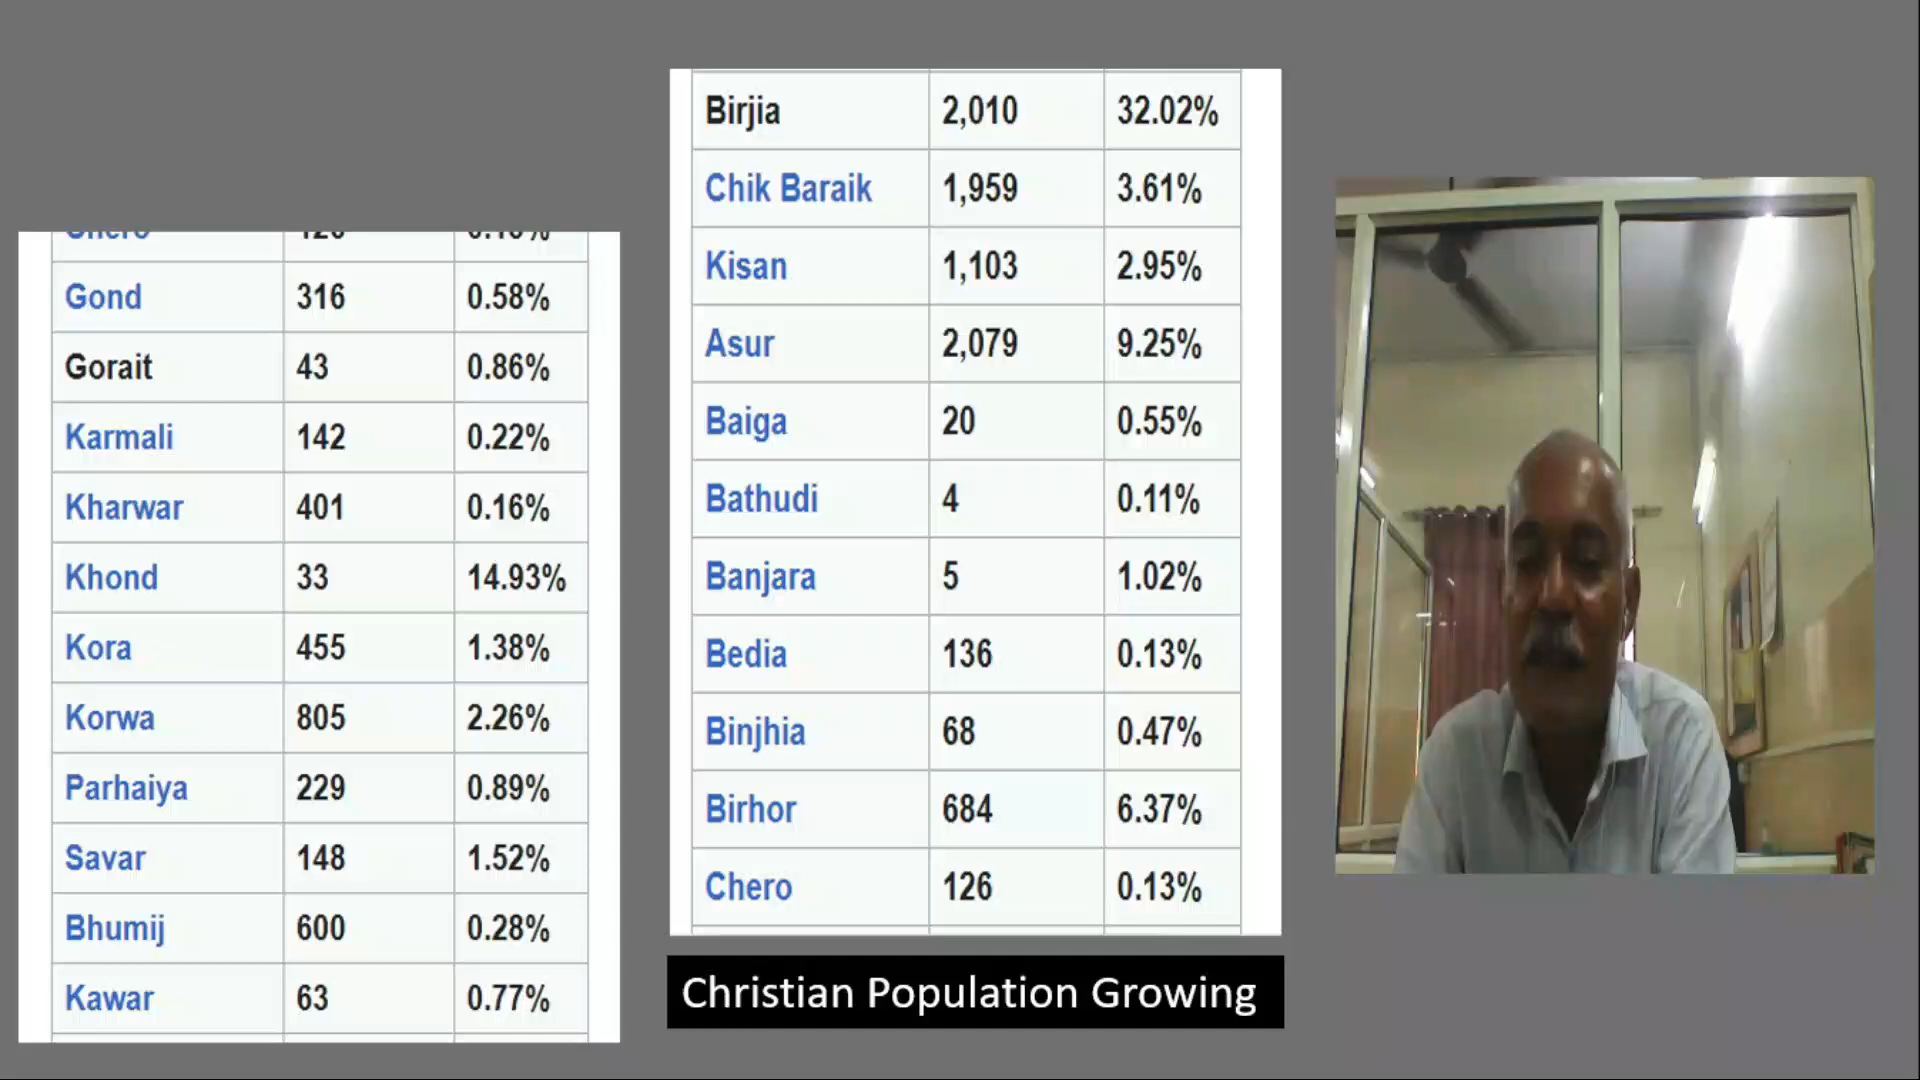 Gond 316 0.58%
Gorait 43 0.86%
Karmali 142 0.22%
Kharwar 401 0.16%
Khond 33 14.93%
Kora 455 1.38%
Korwa 805 2.26%
Parhaiya 229 0.89%
Savar 148 1.52%
Bhumij 600 0.28%
Kawar 63 0.77%
Birjia 2,010 32.02%
Chik Baraik 1,959 3.61%
Kisan 1,103 2.95%
Asur 2,079 9.25%
Baiga 20 0.55%
Bathudi 4 0.11%
Banjara 5 1.02%
Bedia 136 0.13%
Binjhia 68 0.47%
Birhor 684 6.37%
Chero 126 0.13%
Christian Population Growing